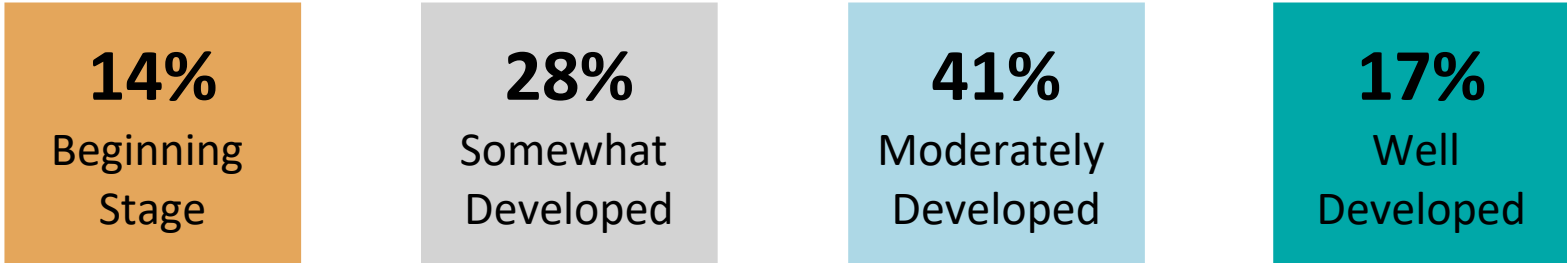 14%
Beginning
Stage
28%
Somewhat
Developed
41%
Moderately
Developed
17%
Well
Developed